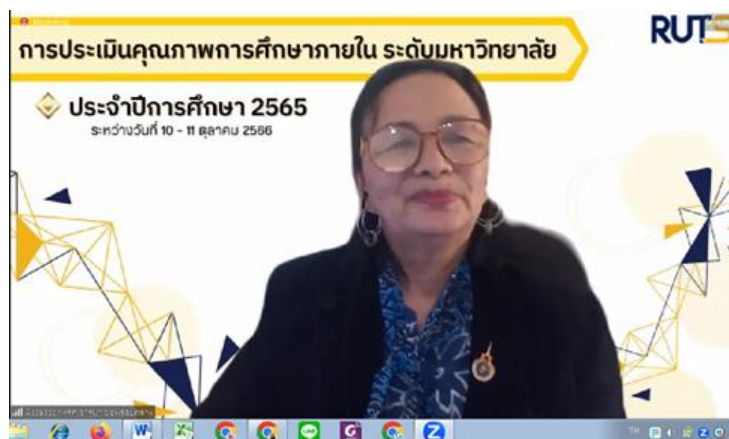 Recording
RUTS
การประเมินคุณภาพการศึกษาภายใน ระดับมหาวิทยาลัย
ประจำปีการศึกษา 2565
ระหว่างวันที่ 10 - 11 ตุลาคม 2566
TH